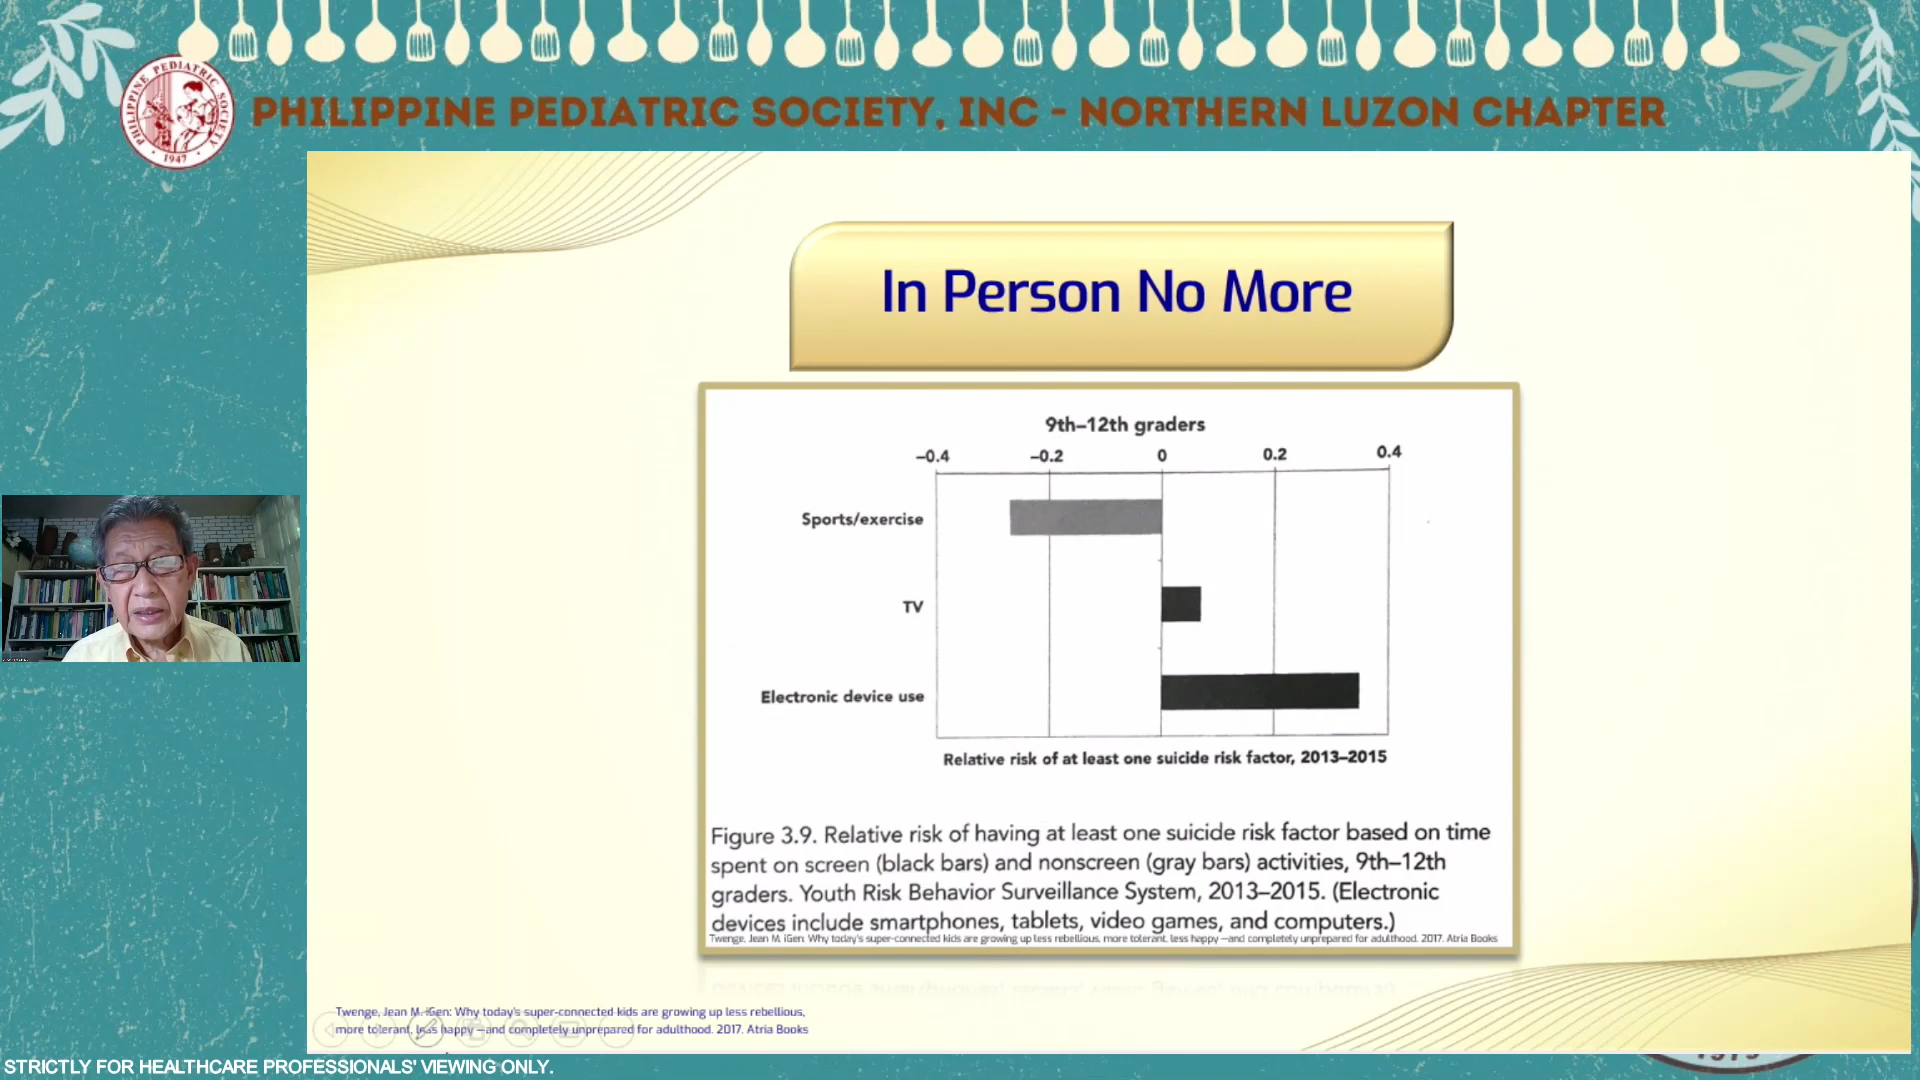 PHILIPPINE PEDIATRIC SOCIETY
1947
PHILIPPINE PEDIATRIC SOCIETY, INC - NORTHERN LUZON CHAPTER
In Person No More
9th–12th graders
–0.4 –0.2 0 0.2 0.4
Sports/exercise
TV
Electronic device use
Relative risk of at least one suicide risk factor, 2013–2015
Figure 3.9. Relative risk of having at least one suicide risk factor based on time
spent on screen (black bars) and nonscreen (gray bars) activities, 9th–12th
graders. Youth Risk Behavior Surveillance System, 2013–2015. (Electronic
devices include smartphones, tablets, video games, and computers.)
Twenge, Jean M. iGen: Why today's super-connected kids are growing up less rebellious, more tolerant, less happy —and completely unprepared for adulthood. 2017. Atria Books
Twenge, Jean M. iGen: Why today's super-connected kids are growing up less rebellious,
more tolerant, less happy —and completely unprepared for adulthood. 2017. Atria Books
STRICTLY FOR HEALTHCARE PROFESSIONALS' VIEWING ONLY.